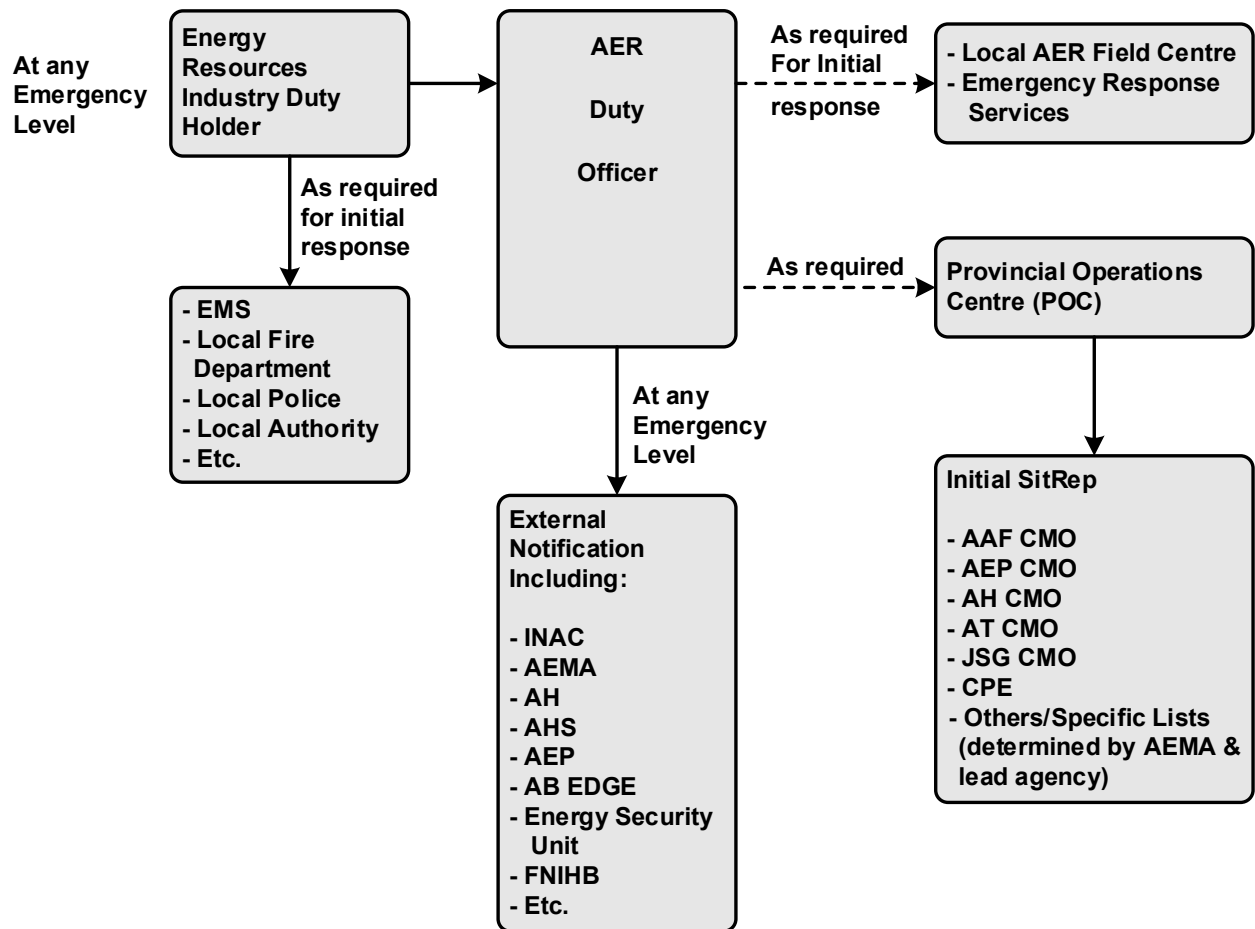 At any
Emergency
Level
Energy
Resources
Industry Duty
Holder
AER
Duty
Officer
As required
For Initial
response
- Local AER Field Centre
- Emergency Response
Services
As required
for initial
response
- EMS
- Local Fire
Department
- Local Police
- Local Authority
- Etc.
As required
Provincial Operations
Centre (POC)
At any
Emergency
Level
External
Notification
Including:
- INAC
- AEMA
- AH
- AHS
- AEP
- AB EDGE
- Energy Security
Unit
- FNIHB
- Etc.
Initial SitRep
- AAF CMO
- AEP CMO
- AH CMO
- AT CMO
- JSG CMO
- CPE
- Others/Specific Lists
(determined by AEMA &
lead agency)